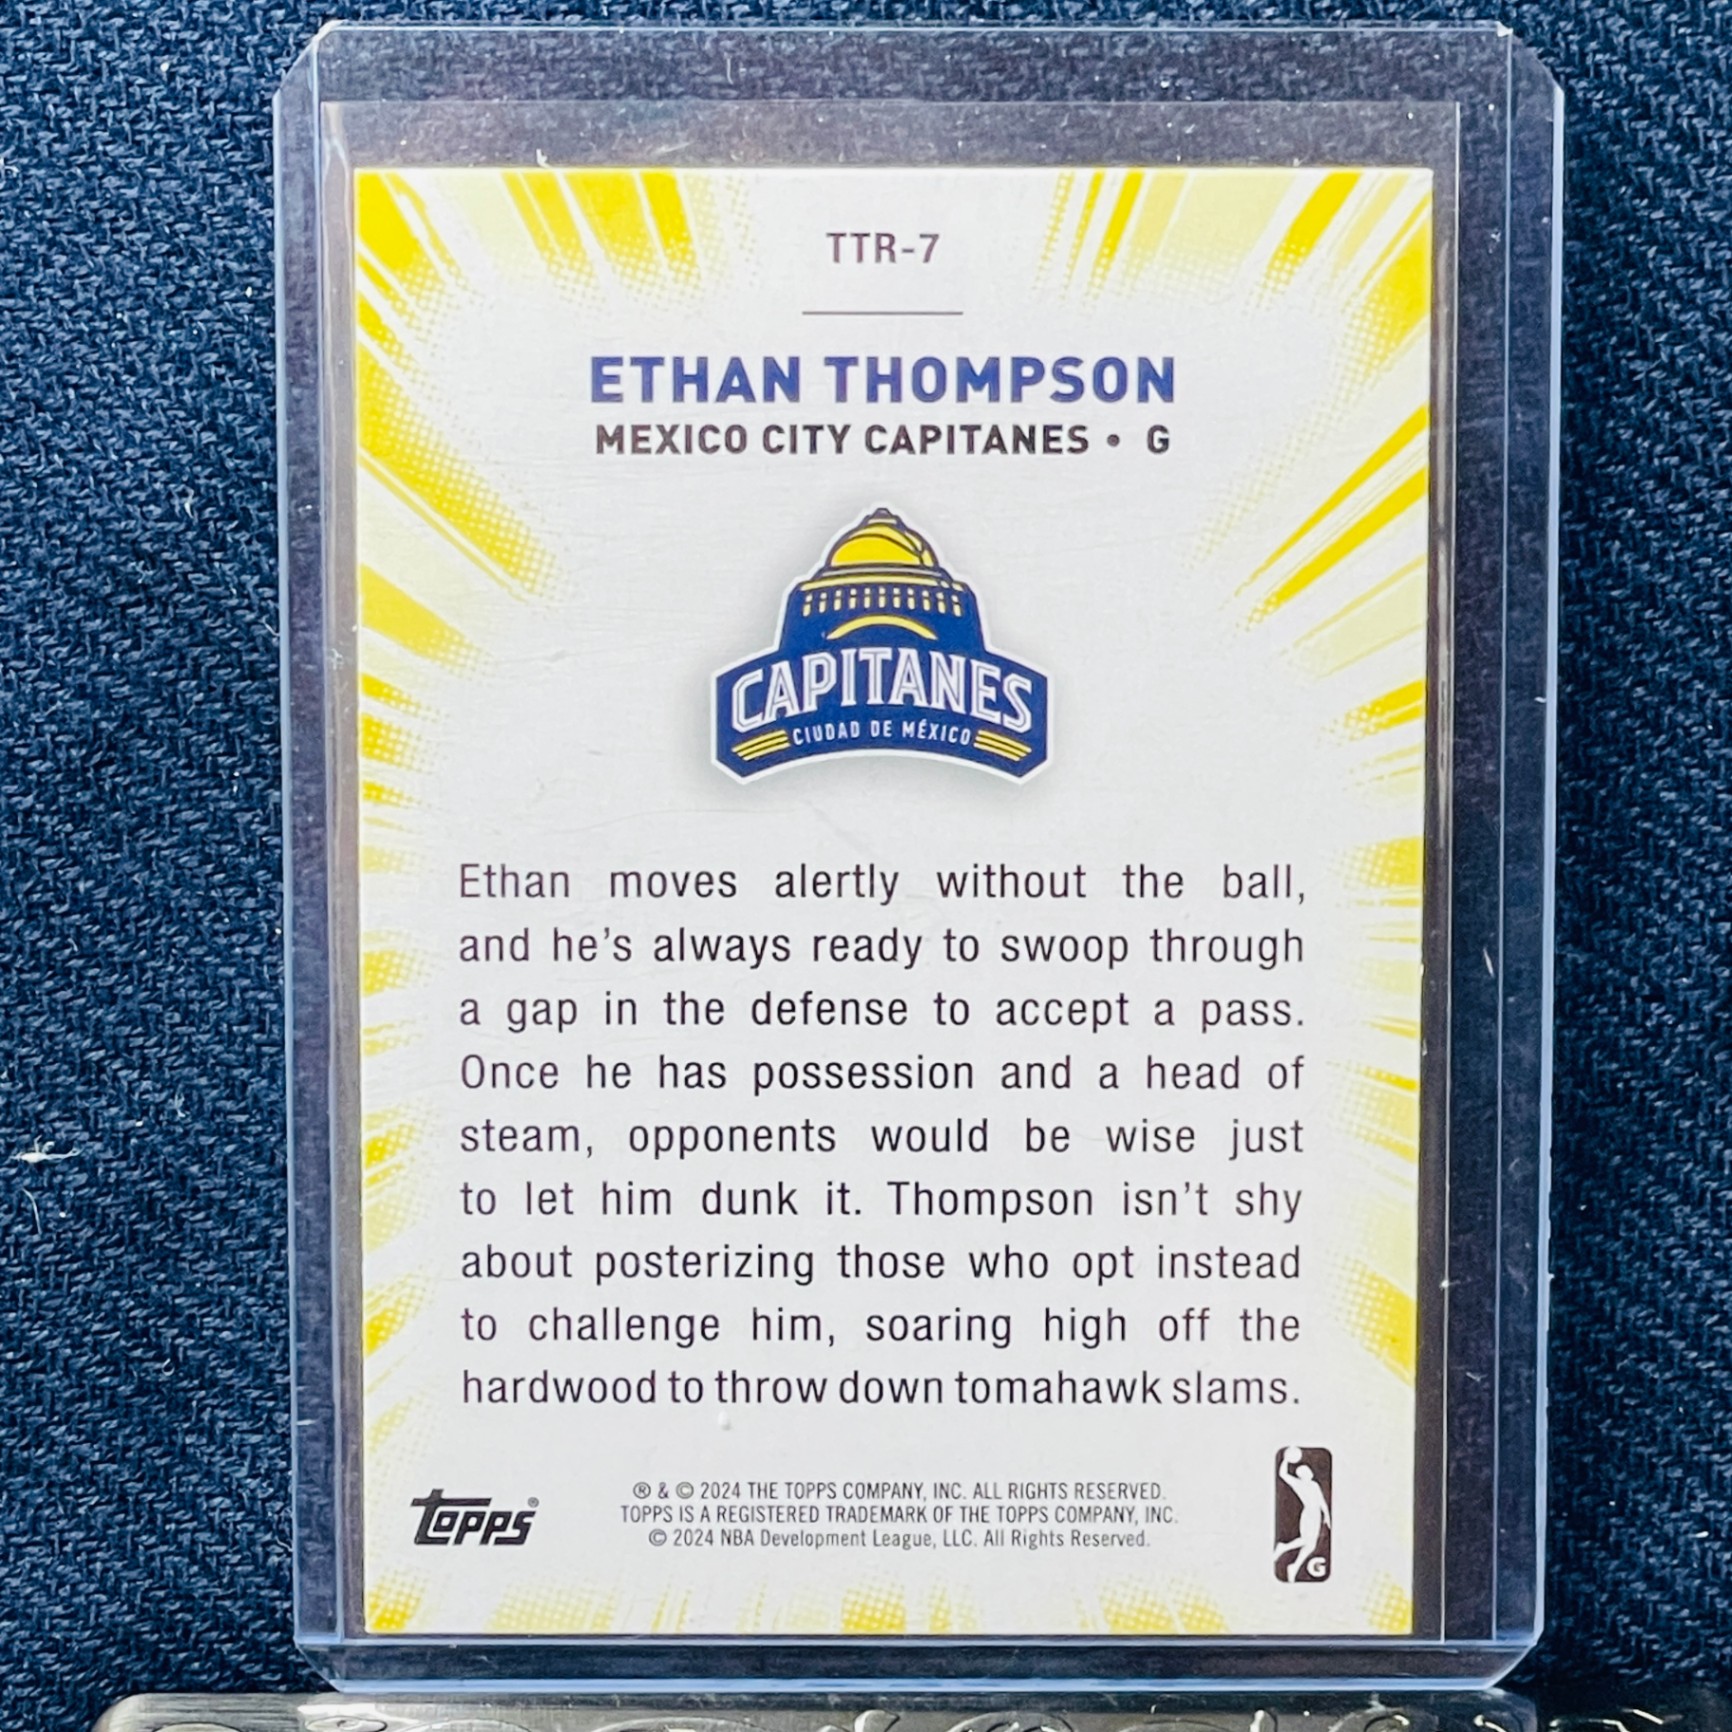 TTR-7
ETHAN THOMPSON
MEXICO CITY CAPITANES • G
CAPITANES
CIUDAD DE MÉXICO
Ethan moves alertly without the ball,
and he's always ready to swoop through
a gap in the defense to accept a pass.
Once he has possession and a head of
steam, opponents would be wise just
to let him dunk it. Thompson isn't shy
about posterizing those who opt instead
to challenge him, soaring high off the
hardwood to throw down tomahawk slams.
topps®
® & © 2024 THE TOPPS COMPANY, INC. ALL RIGHTS RESERVED.
TOPPS IS A REGISTERED TRADEMARK OF THE TOPPS COMPANY, INC.
© 2024 NBA Development League, LLC. All Rights Reserved.
G